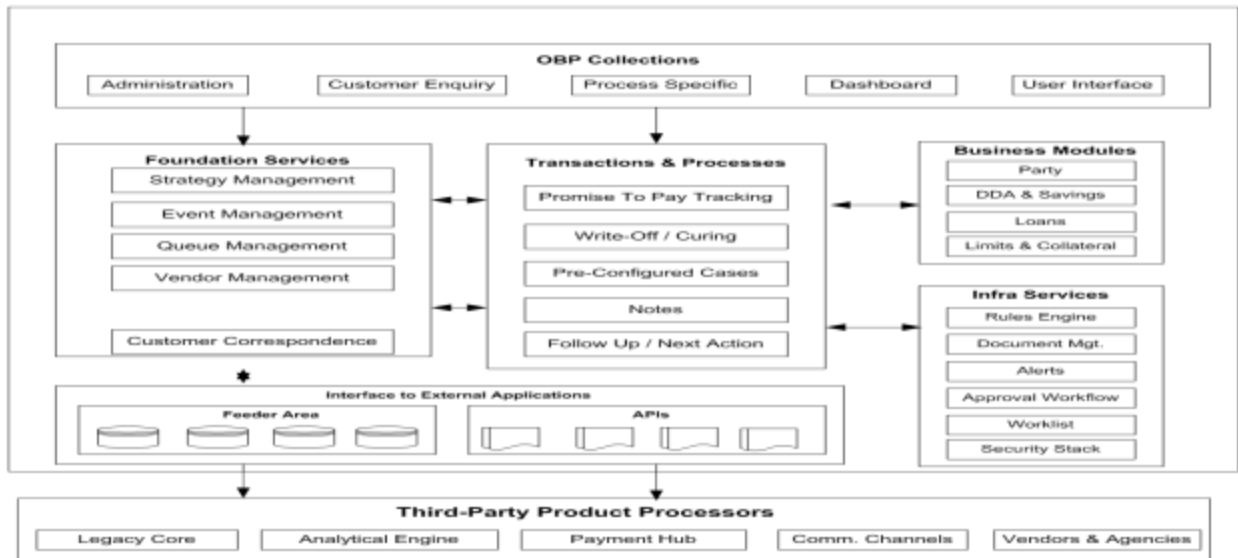 OBP Collections
Administration
Customer Enquiry
Process Specific
Dashboard
User Interface
Foundation Services
Strategy Management
Event Management
Queue Management
Vendor Management
Customer Correspondence
Transactions & Processes
Promise To Pay Tracking
Write-Off / Curing
Pre-Configured Cases
Notes
Follow Up / Next Action
Business Modules
Party
DDA & Savings
Loans
Limits & Collateral
Infra Services
Rules Engine
Document Mgt.
Alerts
Approval Workflow
Worklist
Security Stack
Interface to External Applications
Feeder Area
APIs
Third-Party Product Processors
Legacy Core
Analytical Engine
Payment Hub
Comm. Channels
Vendors & Agencies